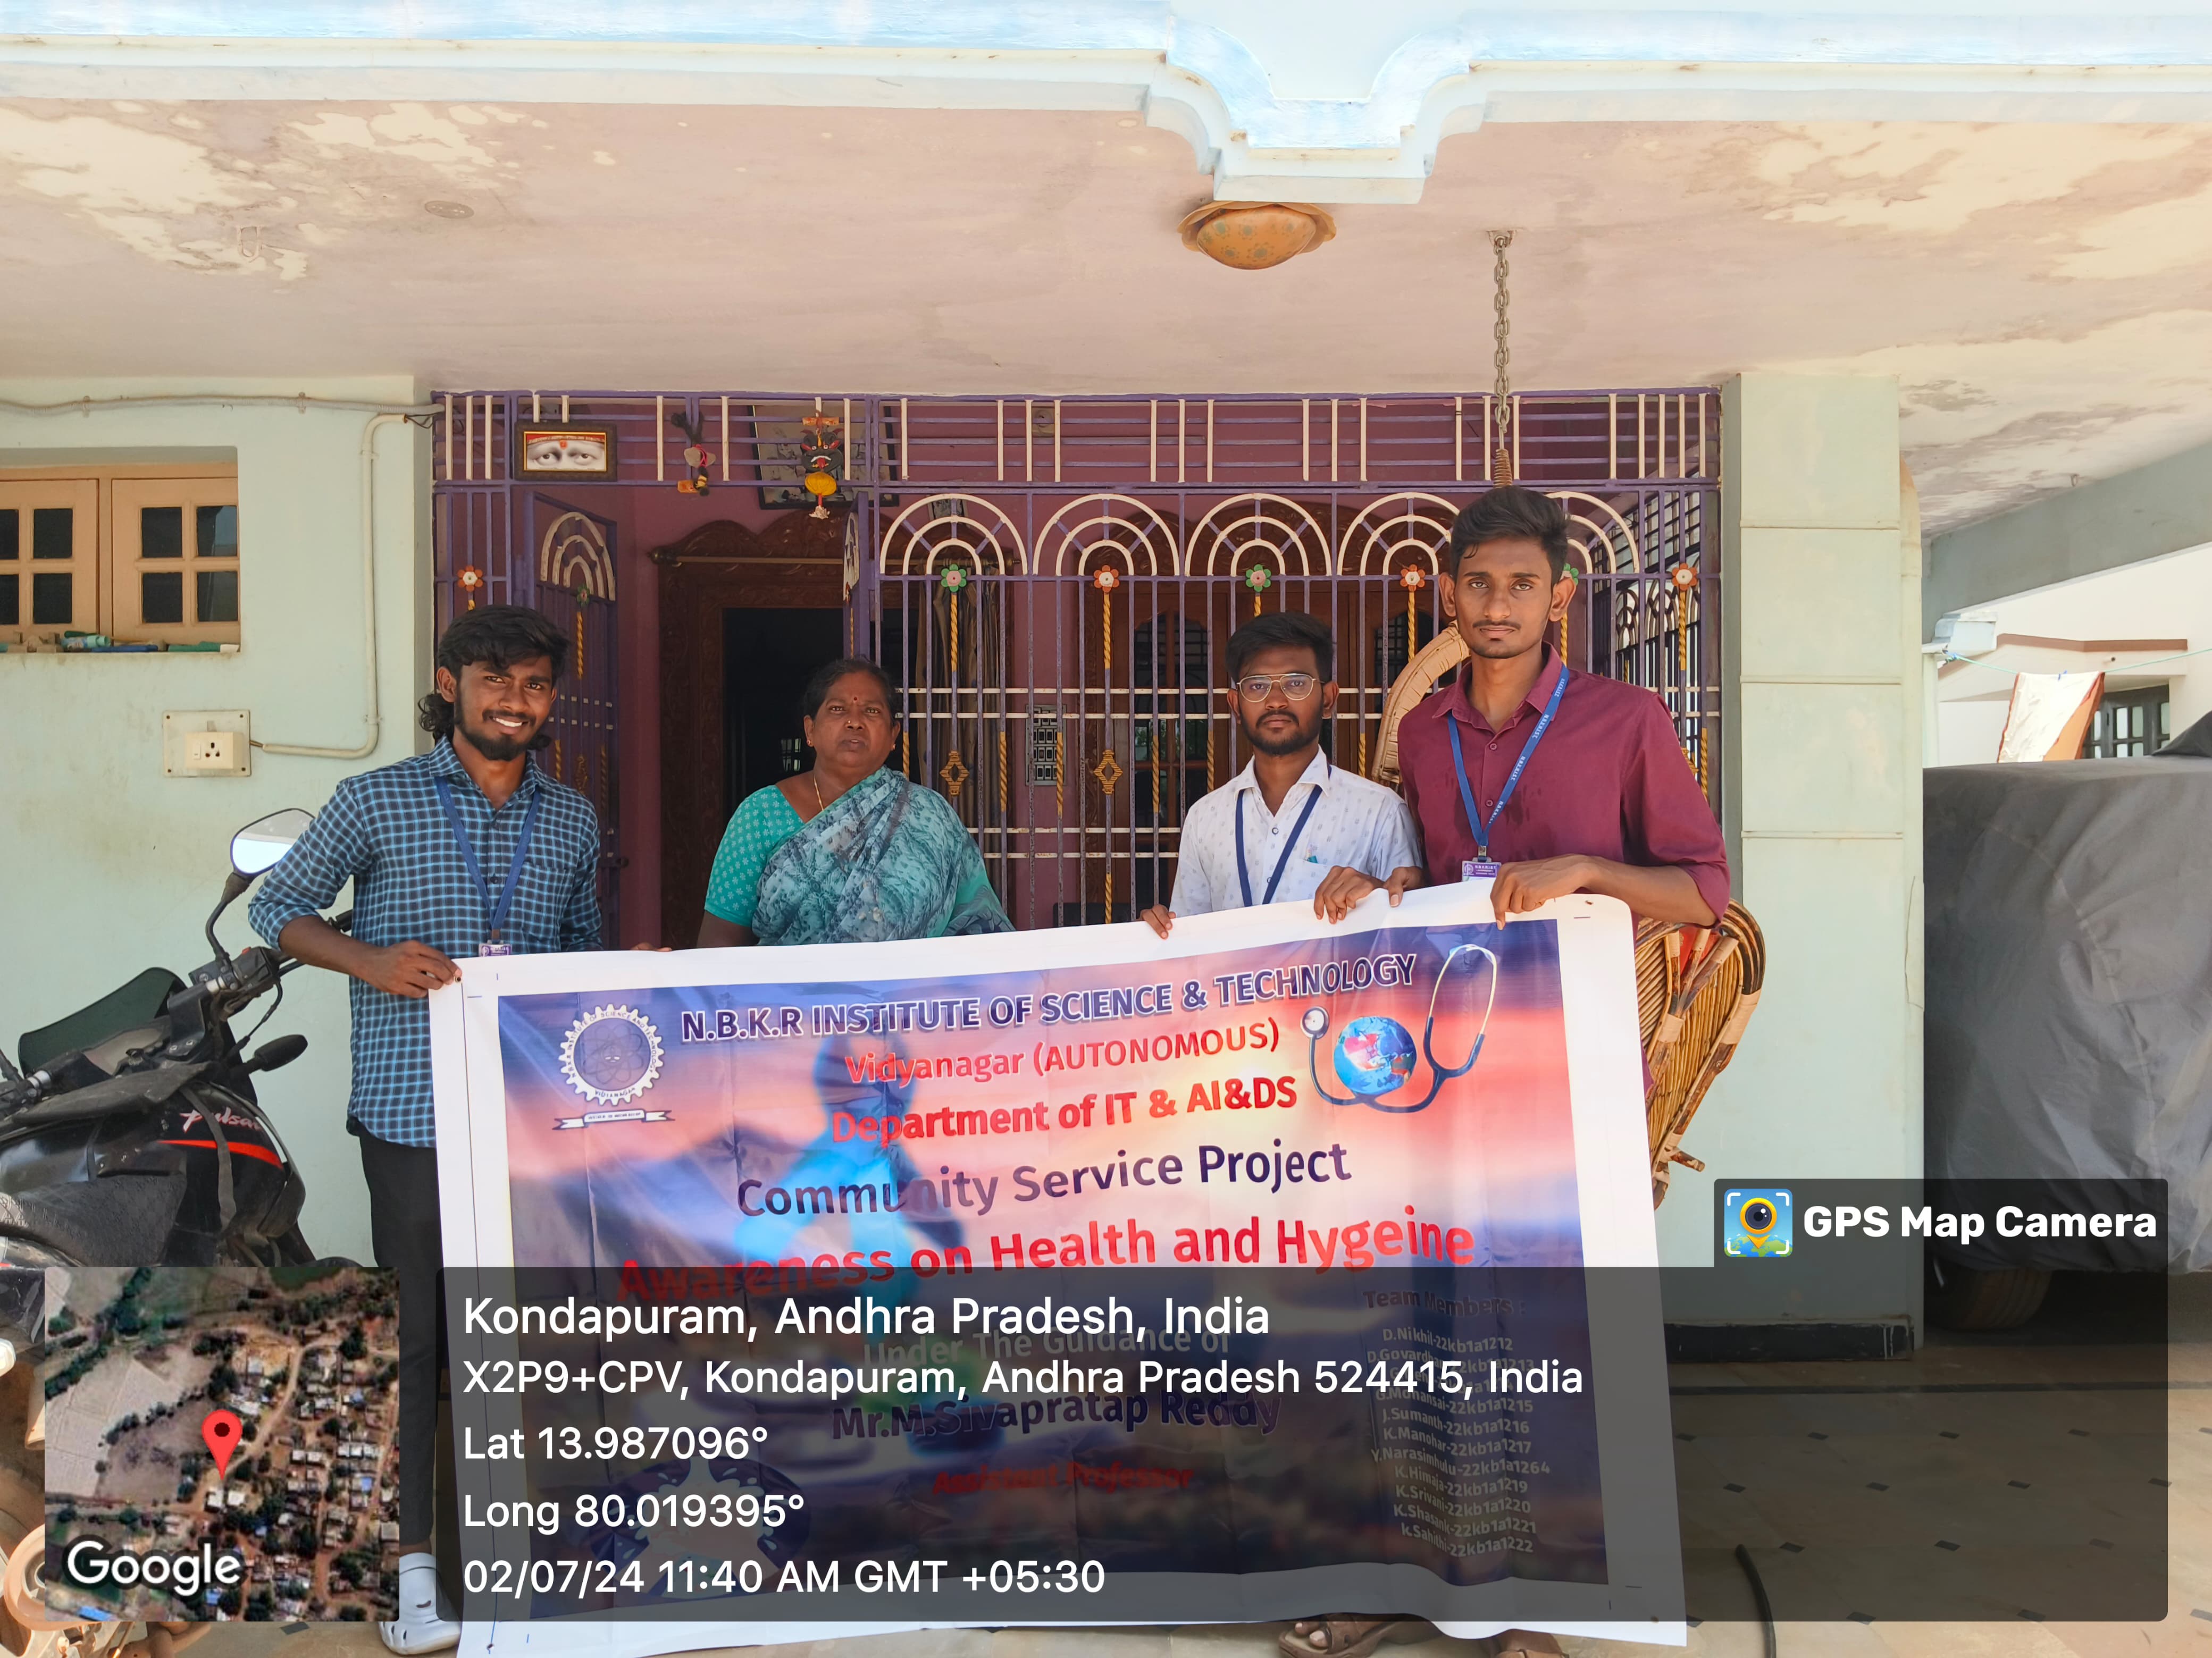 N.B.K.R INSTITUTE OF SCIENCE & TECHNOLOGY
Vidyanagar (AUTONOMOUS)
Department of IT & AI&DS
Community Service Project
Awareness on Health and Hygeine
Under The Guidance of
Mr.M.Sivapratap Reddy
Assistant Professor
Team Members :
D.Nikhil-22kb1a1212
G.Mohansai-22kb1a1215
J.Sumanth-22kb1a1216
K.Manohar-22kb1a1217
Y.Narasimhulu-22kb1a1264
K.Himaja-22kb1a1219
K.Srivani-22kb1a1220
K.Shasank-22kb1a1221
k.Sahithi-22kb1a1222
VIDYANAGAR
Pulsar
GPS Map Camera
Kondapuram, Andhra Pradesh, India
X2P9+CPV, Kondapuram, Andhra Pradesh 524415, India
Lat 13.987096°
Long 80.019395°
02/07/24 11:40 AM GMT +05:30
Google